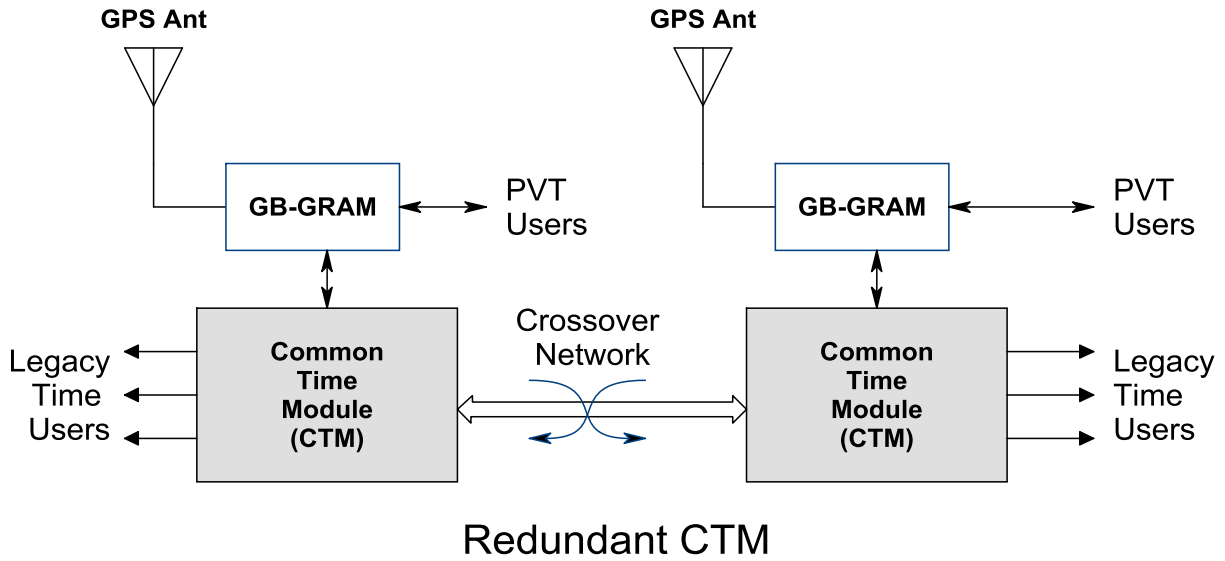 GPS Ant
GPS Ant
GB-GRAM
PVT
Users
GB-GRAM
PVT
Users
Legacy
Time
Users
Common
Time
Module
(CTM)
Crossover
Network
Common
Time
Module
(CTM)
Legacy
Time
Users
Redundant CTM